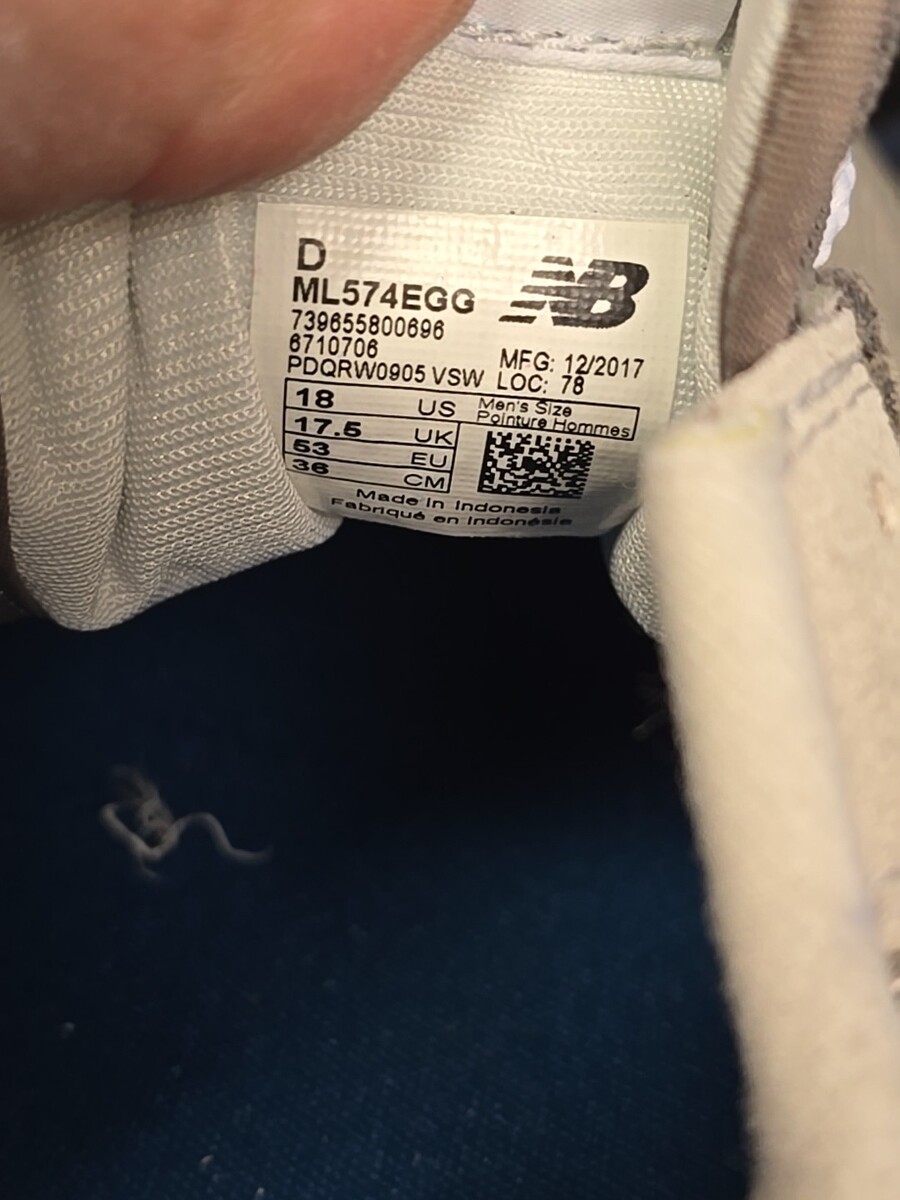 D
ML574EGG
NB
739655800696
6710706
PDQRW0905 VSW
MFG: 12/2017
LOC: 78
18 US
17.5 UK
53 EU
36 CM
Men's Size
Pointure Hommes
Made in Indonesia
Fabriqué en Indonésie